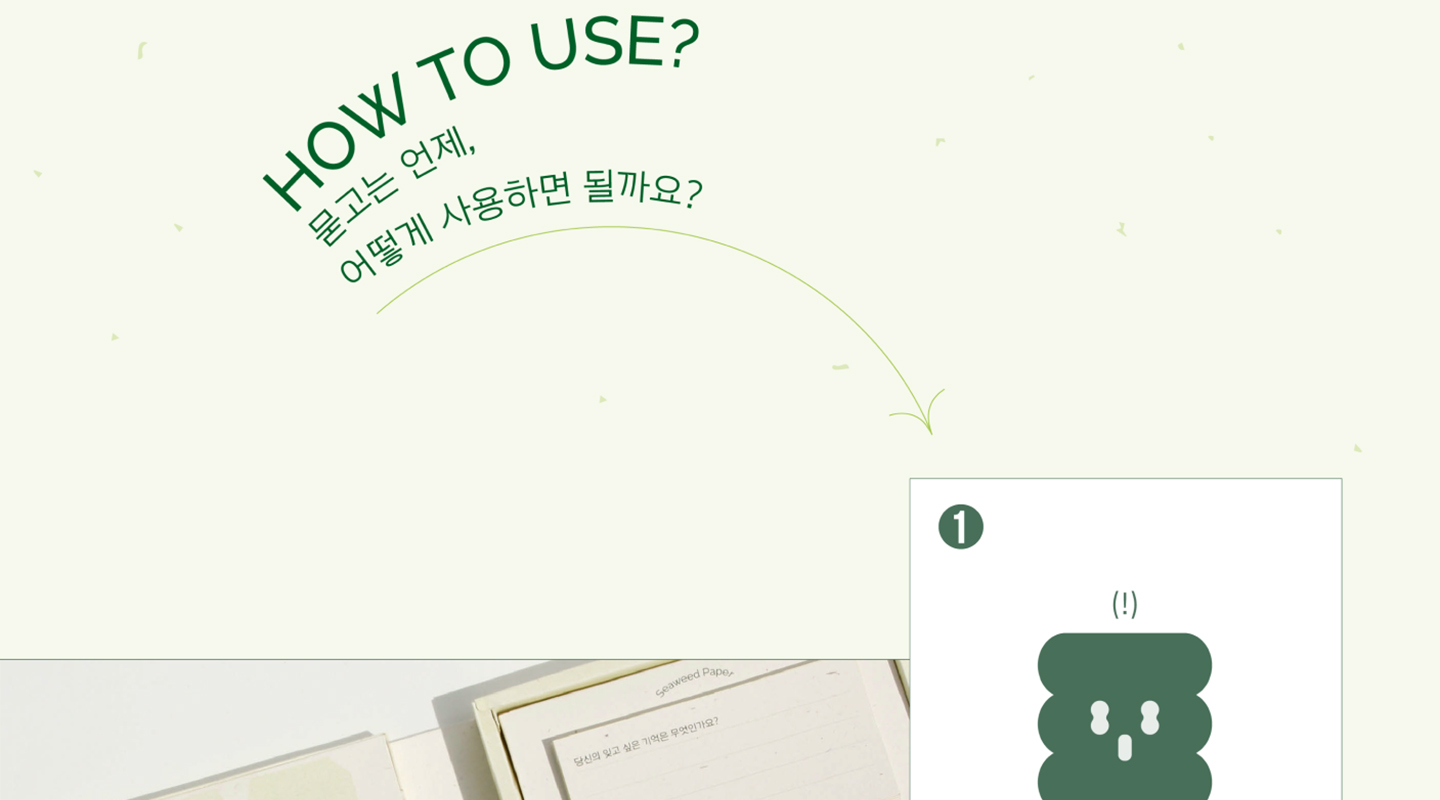 HOW TO USE?
묻고는 언제,
어떻게 사용하면 될까요?
1
(!)
Seaweed Paper
당신의 잊고 싶은 기억은 무엇인가요?